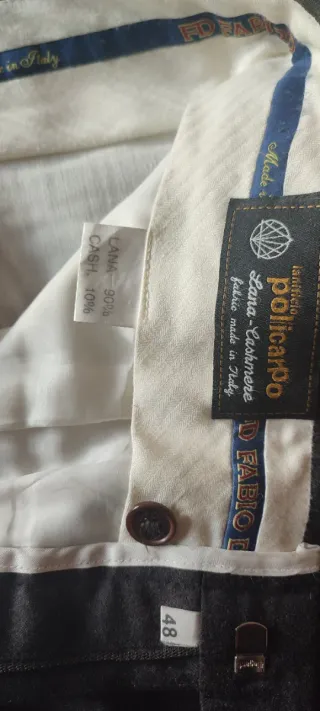 FD FABIO
e in Italy
Made i
lanificio
policarpo
Lana-Cashmere
fabric made in Italy
LANA 90%
CASH. 10%
D FABIO D
48